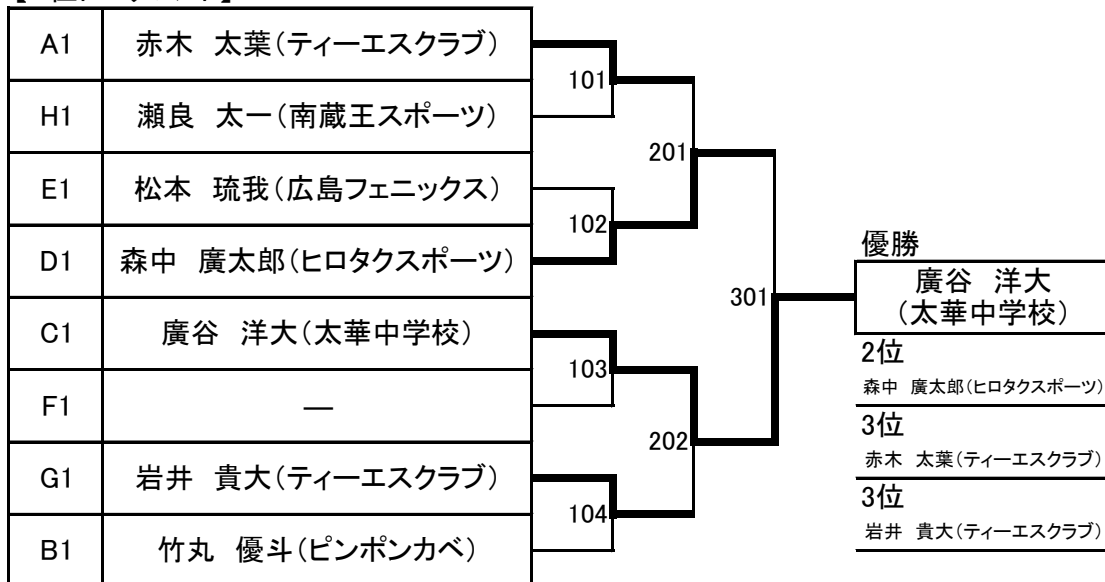 A1 赤木 太葉(ティーエスクラブ)
H1 瀬良 太一(南蔵王スポーツ)
E1 松本 琉我(広島フェニックス)
D1 森中 廣太郎(ヒロタクスポーツ)
C1 廣谷 洋大(太華中学校)
F1 ―
G1 岩井 貴大(ティーエスクラブ)
B1 竹丸 優斗(ピンポンカベ)
101
102
103
104
201
202
301
優勝
廣谷 洋大
(太華中学校)
2位
森中 廣太郎(ヒロタクスポーツ)
3位
赤木 太葉(ティーエスクラブ)
3位
岩井 貴大(ティーエスクラブ)